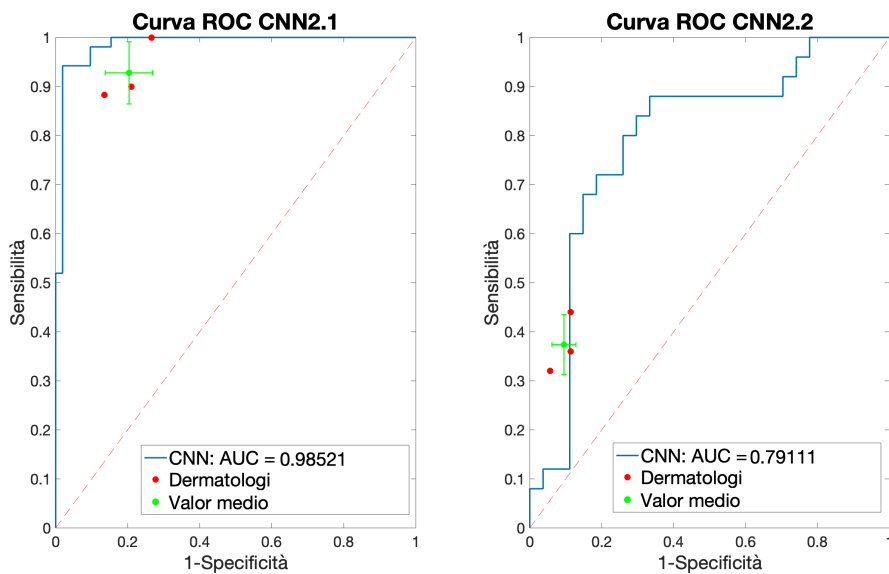 Curva ROC CNN2.1
1
0.9
0.8
0.7
0.6
0.5
0.4
0.3
0.2
0.1
0
Sensibilità
CNN: AUC = 0.98521
Dermatologi
Valor medio
0
0.2
0.4
0.6
0.8
1
1-Specificità
Curva ROC CNN2.2
1
0.9
0.8
0.7
0.6
0.5
0.4
0.3
0.2
0.1
0
Sensibilità
CNN: AUC = 0.79111
Dermatologi
Valor medio
0
0.2
0.4
0.6
0.8
1
1-Specificità